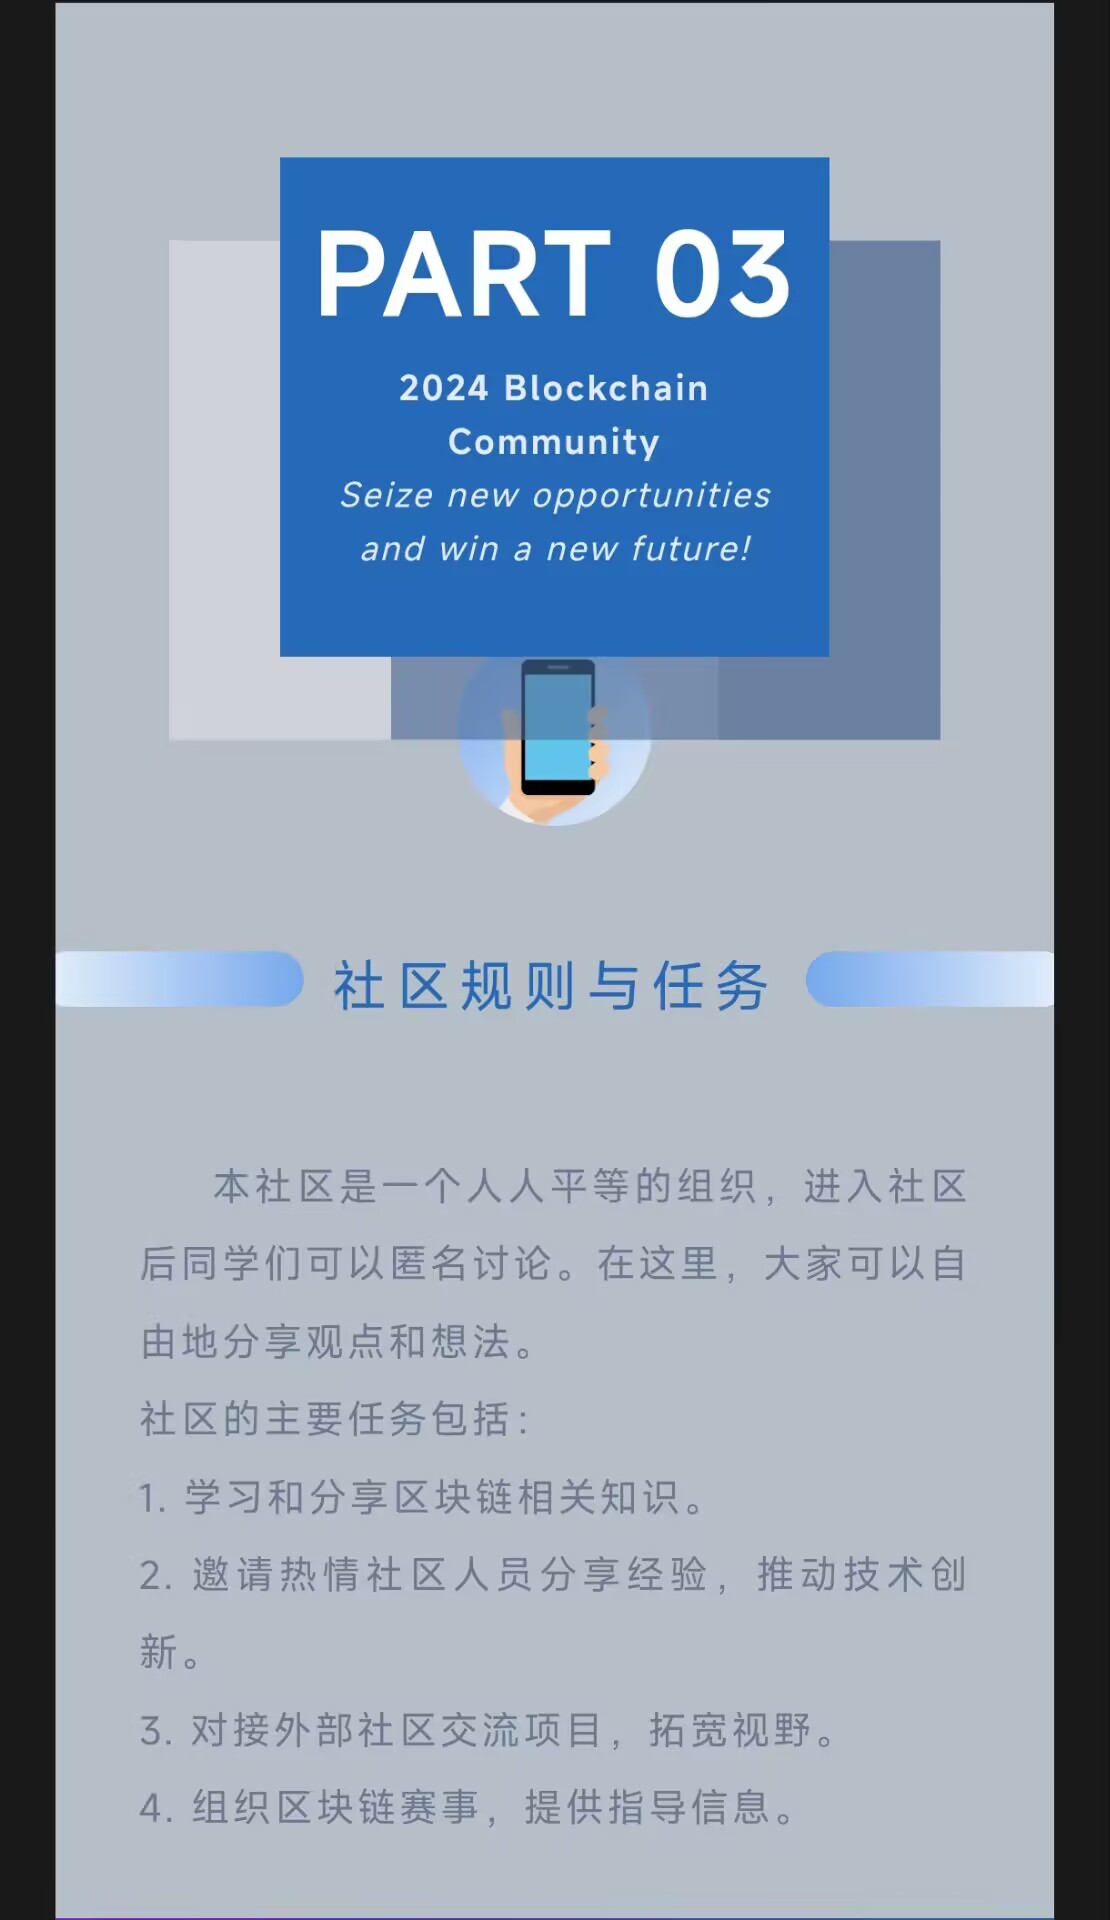 PART 03
2024 Blockchain
Community
Seize new opportunities
and win a new future!
社区规则与任务
本社区是一个人人平等的组织，进入社区
后同学们可以匿名讨论。在这里，大家可以自
由地分享观点和想法。
社区的主要任务包括：
1. 学习和分享区块链相关知识。
2. 邀请热情社区人员分享经验，推动技术创
新。
3. 对接外部社区交流项目，拓宽视野。
4. 组织区块链赛事，提供指导信息。